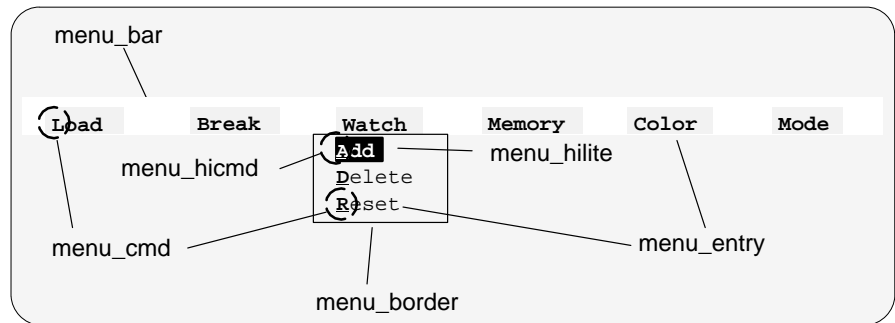 menu_bar
Load Break Watch Memory Color Mode
Add
menu_hicmd
menu_hilite
Delete
Reset
menu_cmd
menu_entry
menu_border